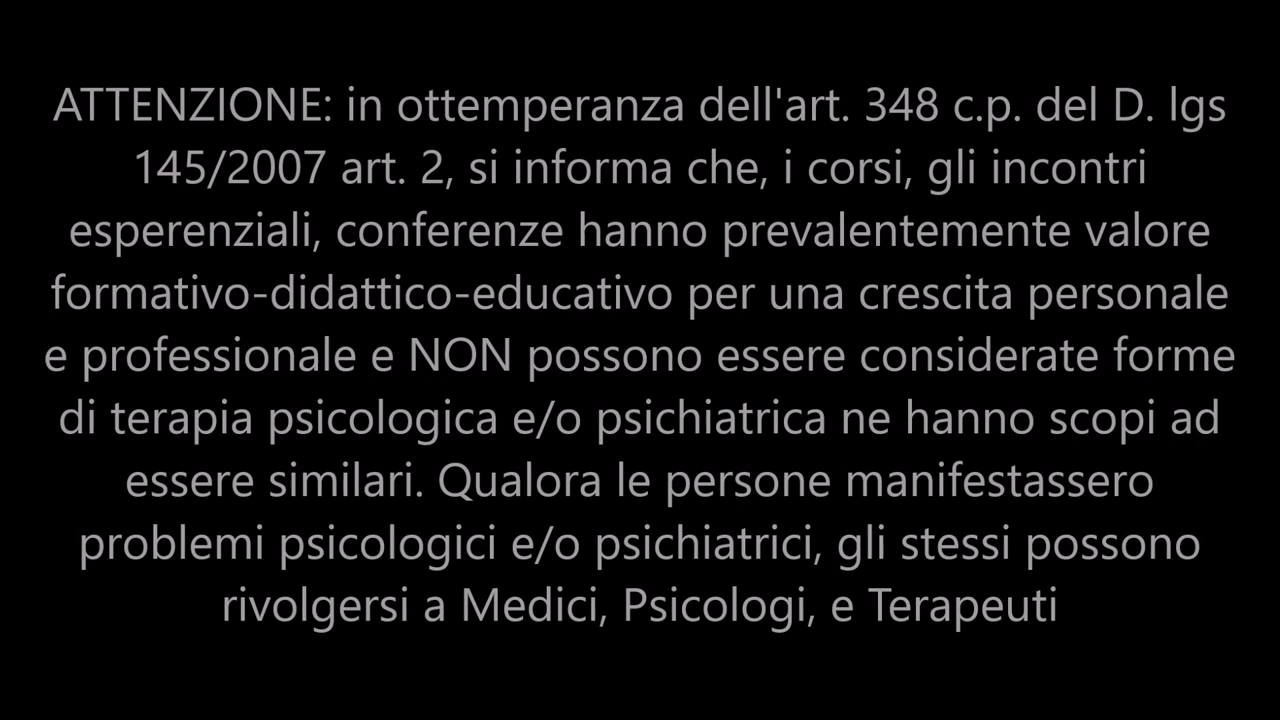 ATTENZIONE: in ottemperanza dell'art. 348 c.p. del D. lgs
145/2007 art. 2, si informa che, i corsi, gli incontri
esperenziali, conferenze hanno prevalentemente valore
formativo-didattico-educativo per una crescita personale
e professionale e NON possono essere considerate forme
di terapia psicologica e/o psichiatrica ne hanno scopi ad
essere similari. Qualora le persone manifestassero
problemi psicologici e/o psichiatrici, gli stessi possono
rivolgersi a Medici, Psicologi, e Terapeuti